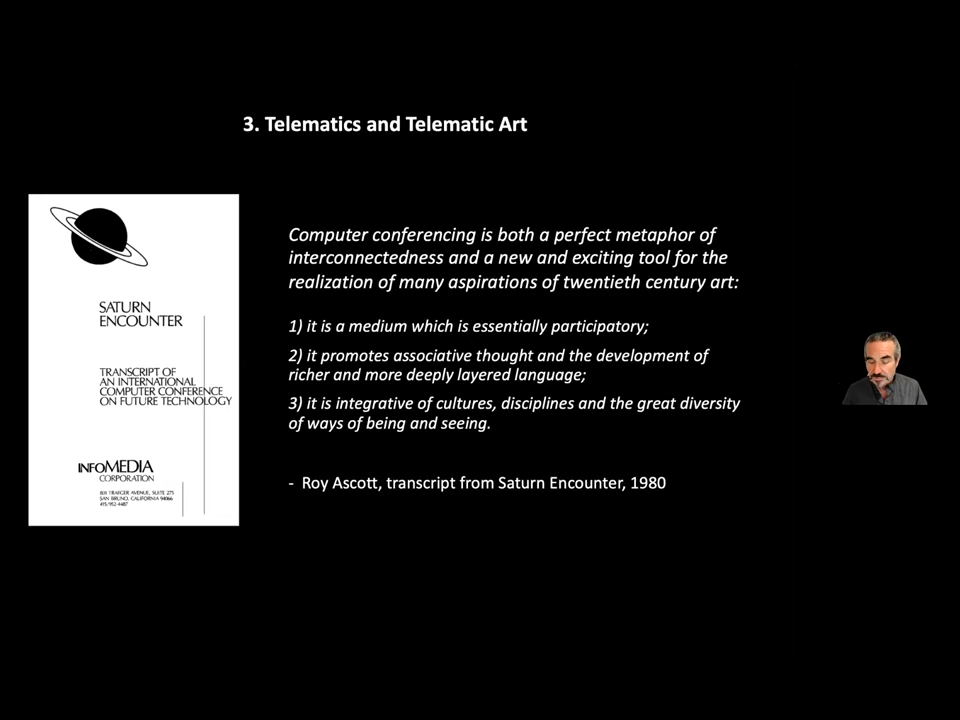 3. Telematics and Telematic Art
SATURN
ENCOUNTER
TRANSCRIPT OF
AN INTERNATIONAL
COMPUTER CONFERENCE
ON FUTURE TECHNOLOGY
INFOMEDIA
CORPORATION
801 TRAEGER AVENUE, SUITE 275
SAN BRUNO, CALIFORNIA 94066
415/952-4487
Computer conferencing is both a perfect metaphor of
interconnectedness and a new and exciting tool for the
realization of many aspirations of twentieth century art:
1) it is a medium which is essentially participatory;
2) it promotes associative thought and the development of
richer and more deeply layered language;
3) it is integrative of cultures, disciplines and the great diversity
of ways of being and seeing.
- Roy Ascott, transcript from Saturn Encounter, 1980